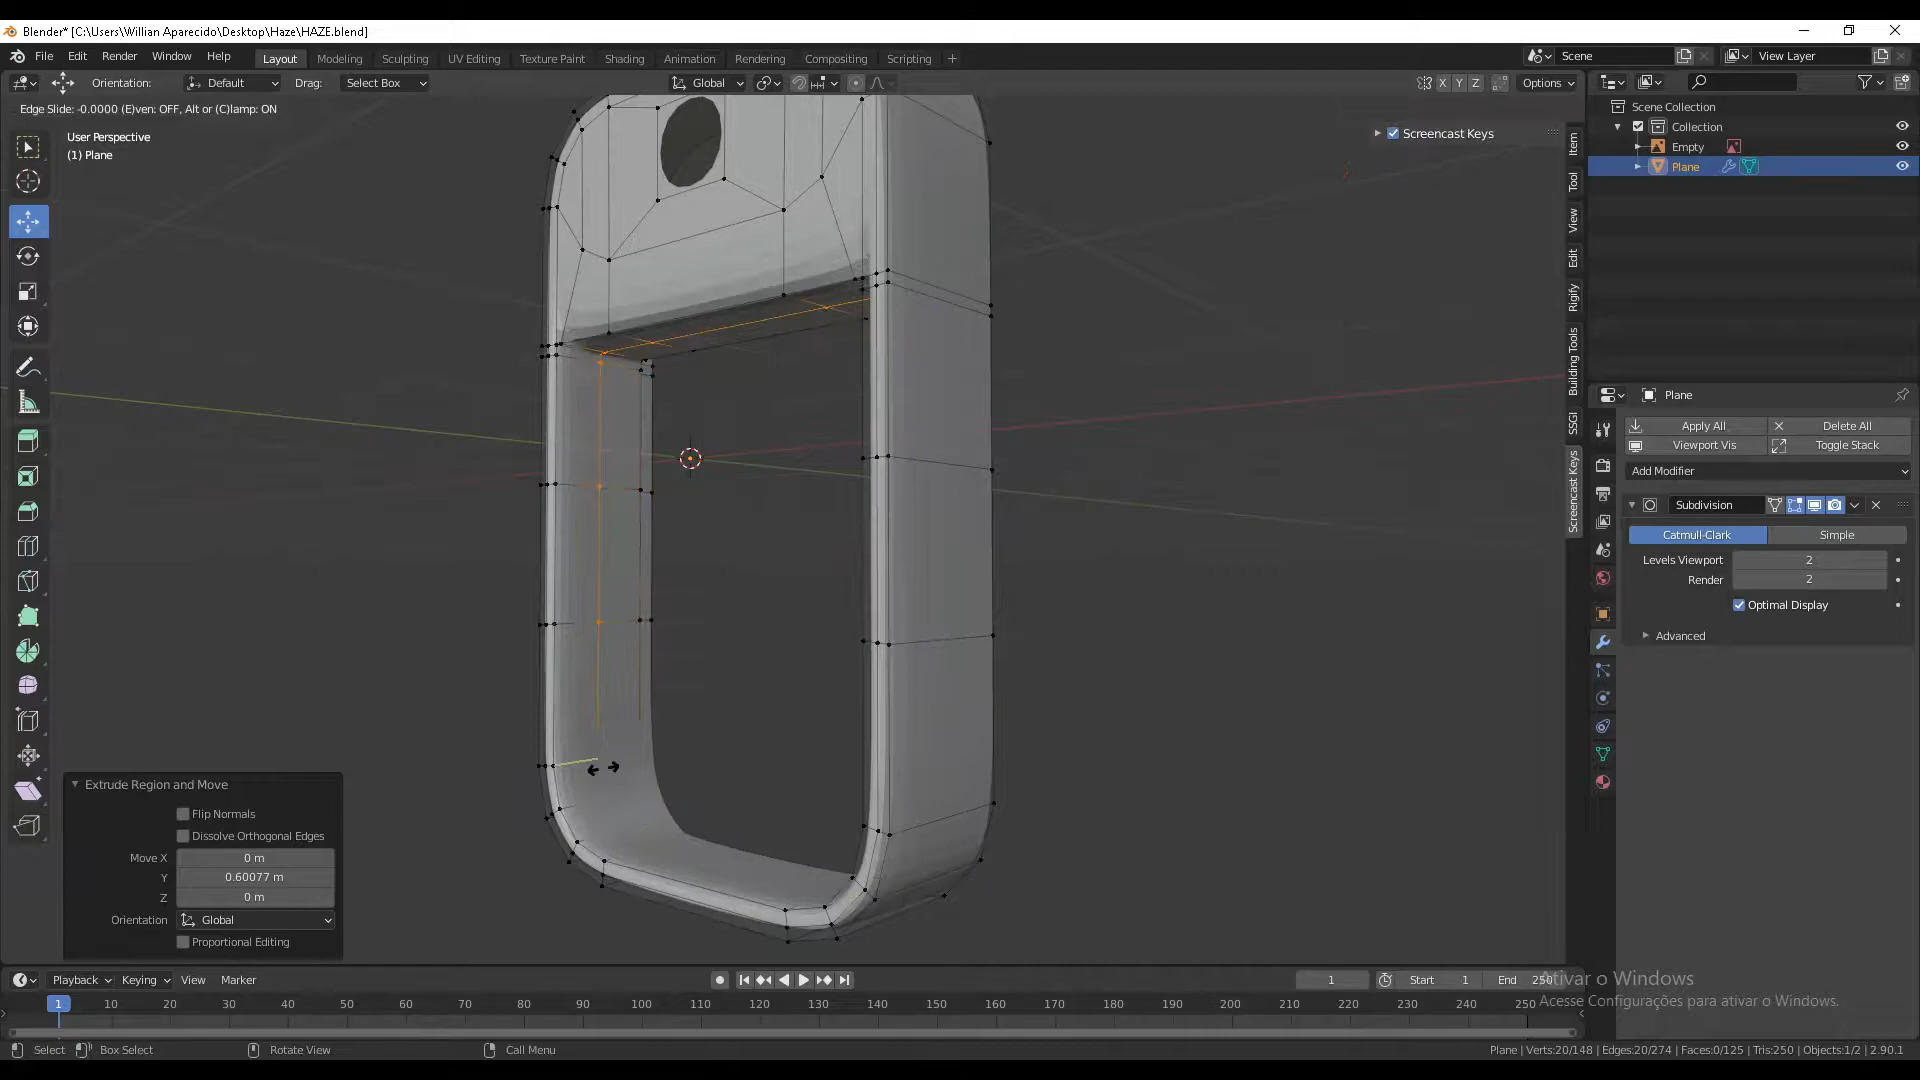 Blender* [C:\Users\Willian Aparecido\Desktop\Haze\HAZE.blend]
File Edit Render Window Help Layout Modeling Sculpting UV Editing Texture Paint Shading Animation Rendering Compositing Scripting + Scene View Layer
Orientation: Default Drag: Select Box Global X Y Z Options
Edge Slide: -0.0000 (E)ven: OFF, Alt or (C)lamp: ON
User Perspective
(1) Plane
Screencast Keys
Item
Tool
View
Edit
Rigify
Building Tools
SSGI
Screencast Keys
Scene Collection
Collection
Empty
Plane
Plane
Apply All Delete All
Viewport Vis Toggle Stack
Add Modifier
Subdivision
Catmull-Clark Simple
Levels Viewport 2
Render 2
Optimal Display
Advanced
Extrude Region and Move
Flip Normals
Dissolve Orthogonal Edges
Move X 0 m
Y 0.60077 m
Z 0 m
Orientation Global
Proportional Editing
Playback Keying View Marker 1 Start 1 End 250
1 10 20 30 40 50 60 70 80 90 100 110 120 130 140 150 160 170 180 190 200 210 220 230 240 250
Ativar o Windows
Acesse Configurações para ativar o Windows.
Select Box Select Rotate View Call Menu Plane | Verts:20/148 | Edges:20/274 | Faces:0/125 | Tris:250 | Objects:1/2 | 2.90.1